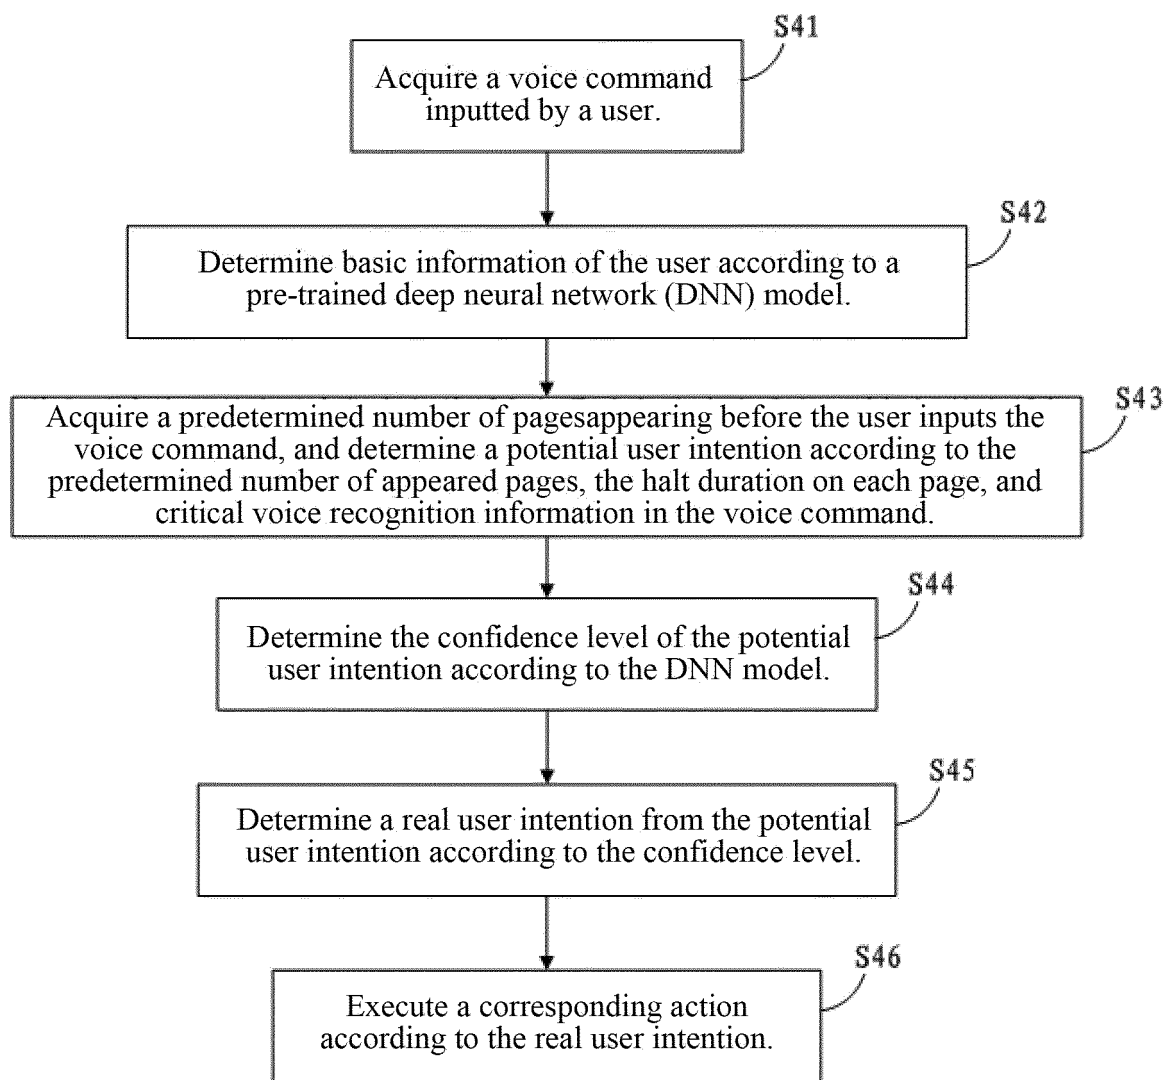 S41
Acquire a voice command
inputted by a user.
S42
Determine basic information of the user according to a
pre-trained deep neural network (DNN) model.
S43
Acquire a predetermined number of pagesappearing before the user inputs the
voice command, and determine a potential user intention according to the
predetermined number of appeared pages, the halt duration on each page, and
critical voice recognition information in the voice command.
S44
Determine the confidence level of the potential
user intention according to the DNN model.
S45
Determine a real user intention from the potential
user intention according to the confidence level.
S46
Execute a corresponding action
according to the real user intention.